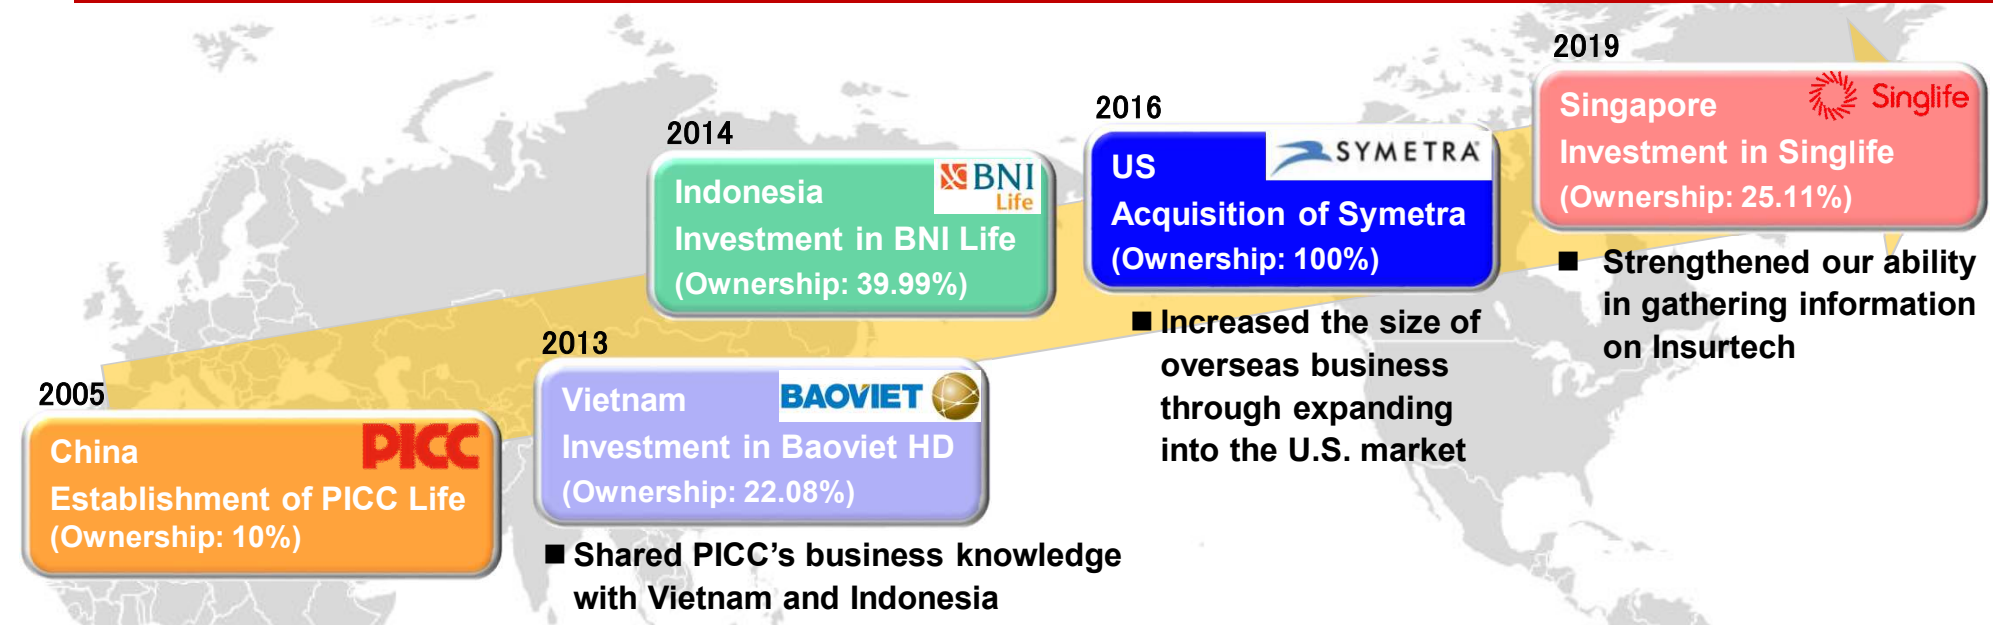 2005
China
PICC
Establishment of PICC Life
(Ownership: 10%)
2013
Vietnam
BAOVIET
Investment in Baoviet HD
(Ownership: 22.08%)
■ Shared PICC’s business knowledge
with Vietnam and Indonesia
2014
Indonesia
BNI
Life
Investment in BNI Life
(Ownership: 39.99%)
2016
US
SYMETRA
Acquisition of Symetra
(Ownership: 100%)
■ Increased the size of
overseas business
through expanding
into the U.S. market
2019
Singapore
Singlife
Investment in Singlife
(Ownership: 25.11%)
■ Strengthened our ability
in gathering information
on Insurtech